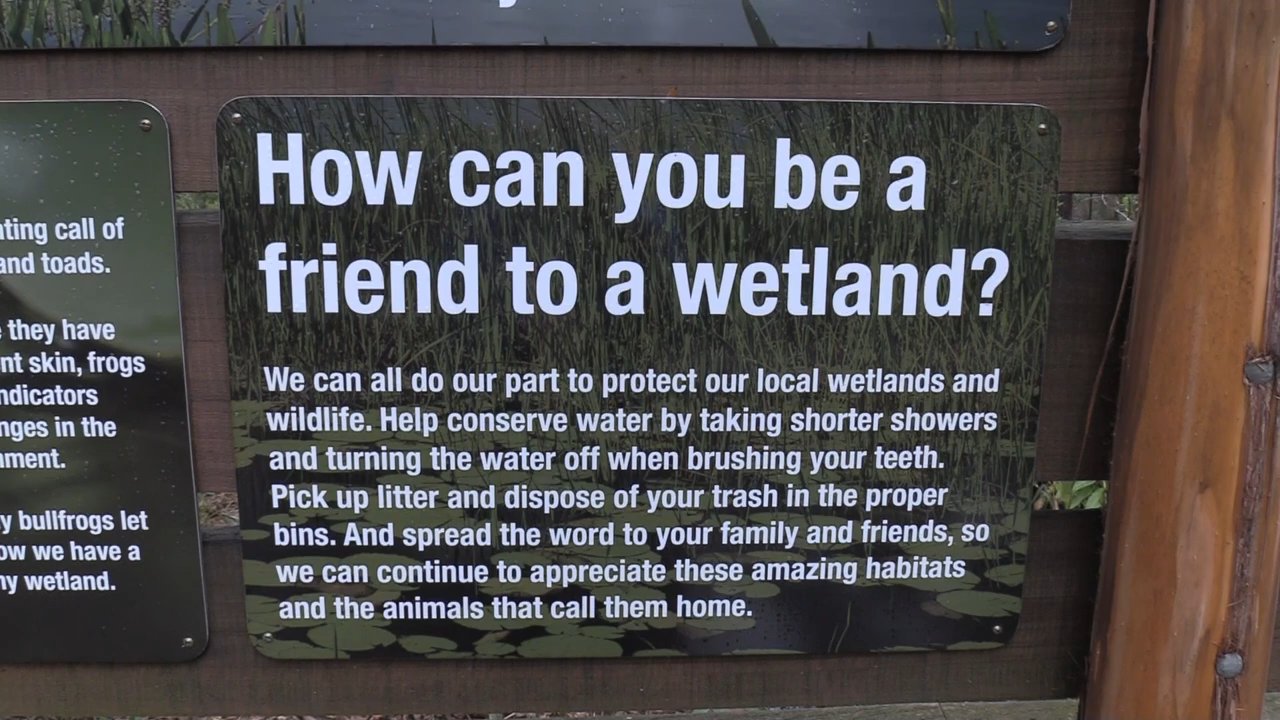 ting call of
and toads.
they have
nt skin, frogs
ndicators
nges in the
nment.
y bullfrogs let
ow we have a
ny wetland.
How can you be a
friend to a wetland?
We can all do our part to protect our local wetlands and
wildlife. Help conserve water by taking shorter showers
and turning the water off when brushing your teeth.
Pick up litter and dispose of your trash in the proper
bins. And spread the word to your family and friends, so
we can continue to appreciate these amazing habitats
and the animals that call them home.